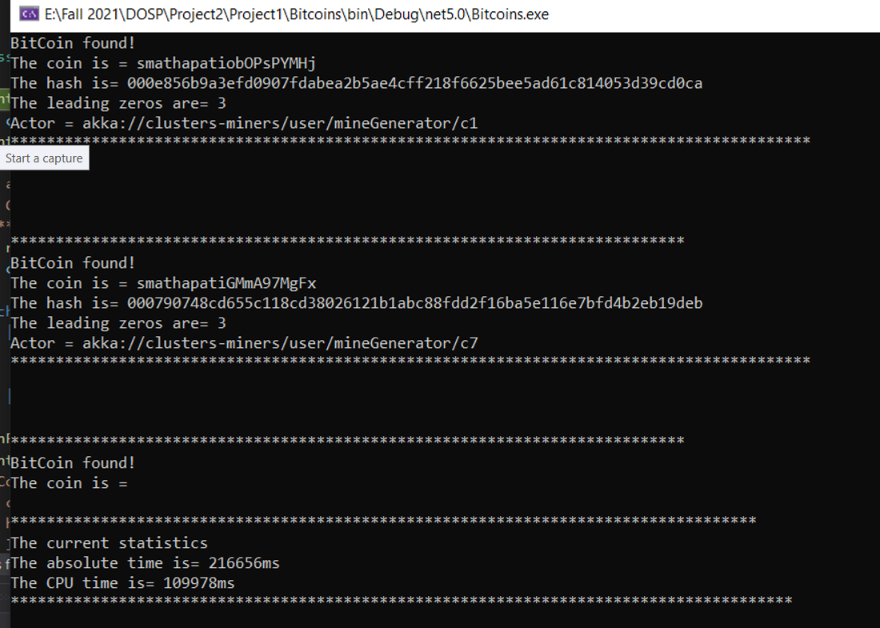 E:\Fall 2021\DOSP\Project2\Project1\Bitcoins\bin\Debug\net5.0\Bitcoins.exe
BitCoin found!
The coin is = smathapatiobOPsPYMHj
The hash is= 000e856b9a3efd0907fdabea2b5ae4cff218f6625bee5ad61c814053d39cd0ca
The leading zeros are= 3
Actor = akka://clusters-miners/user/mineGenerator/c1
*****************************************************************************************
Start a capture
***************************************************************************
BitCoin found!
The coin is = smathapatiGMmA97MgFx
The hash is= 000790748cd655c118cd38026121b1abc88fdd2f16ba5e116e7bfd4b2eb19deb
The leading zeros are= 3
Actor = akka://clusters-miners/user/mineGenerator/c7
*****************************************************************************************
***************************************************************************
BitCoin found!
The coin is =
***********************************************************************************
The current statistics
The absolute time is= 216656ms
The CPU time is= 109978ms
***************************************************************************************